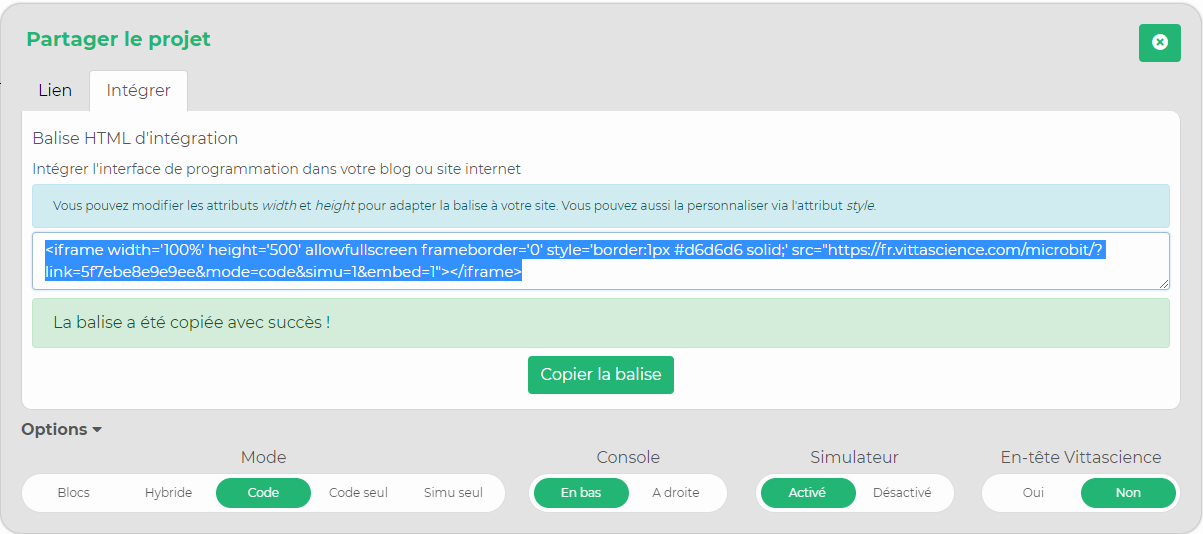 Partager le projet
Lien
Intégrer
Balise HTML d'intégration
Intégrer l'interface de programmation dans votre blog ou site internet
Vous pouvez modifier les attributs width et height pour adapter la balise à votre site. Vous pouvez aussi la personnaliser via l'attribut style.
<iframe width='100%' height='500' allowfullscreen frameborder='0' style='border:1px #d6d6d6 solid;' src="https://fr.vittascience.com/microbit/?
link=5f7ebe8e9e9ee&mode=code&simu=1&embed=1"></iframe>
La balise a été copiée avec succès !
Copier la balise
Options
Mode
Console
Simulateur
En-tête Vittascience
Blocs
Hybride
Code
Code seul
Simu seul
En bas
A droite
Activé
Désactivé
Oui
Non